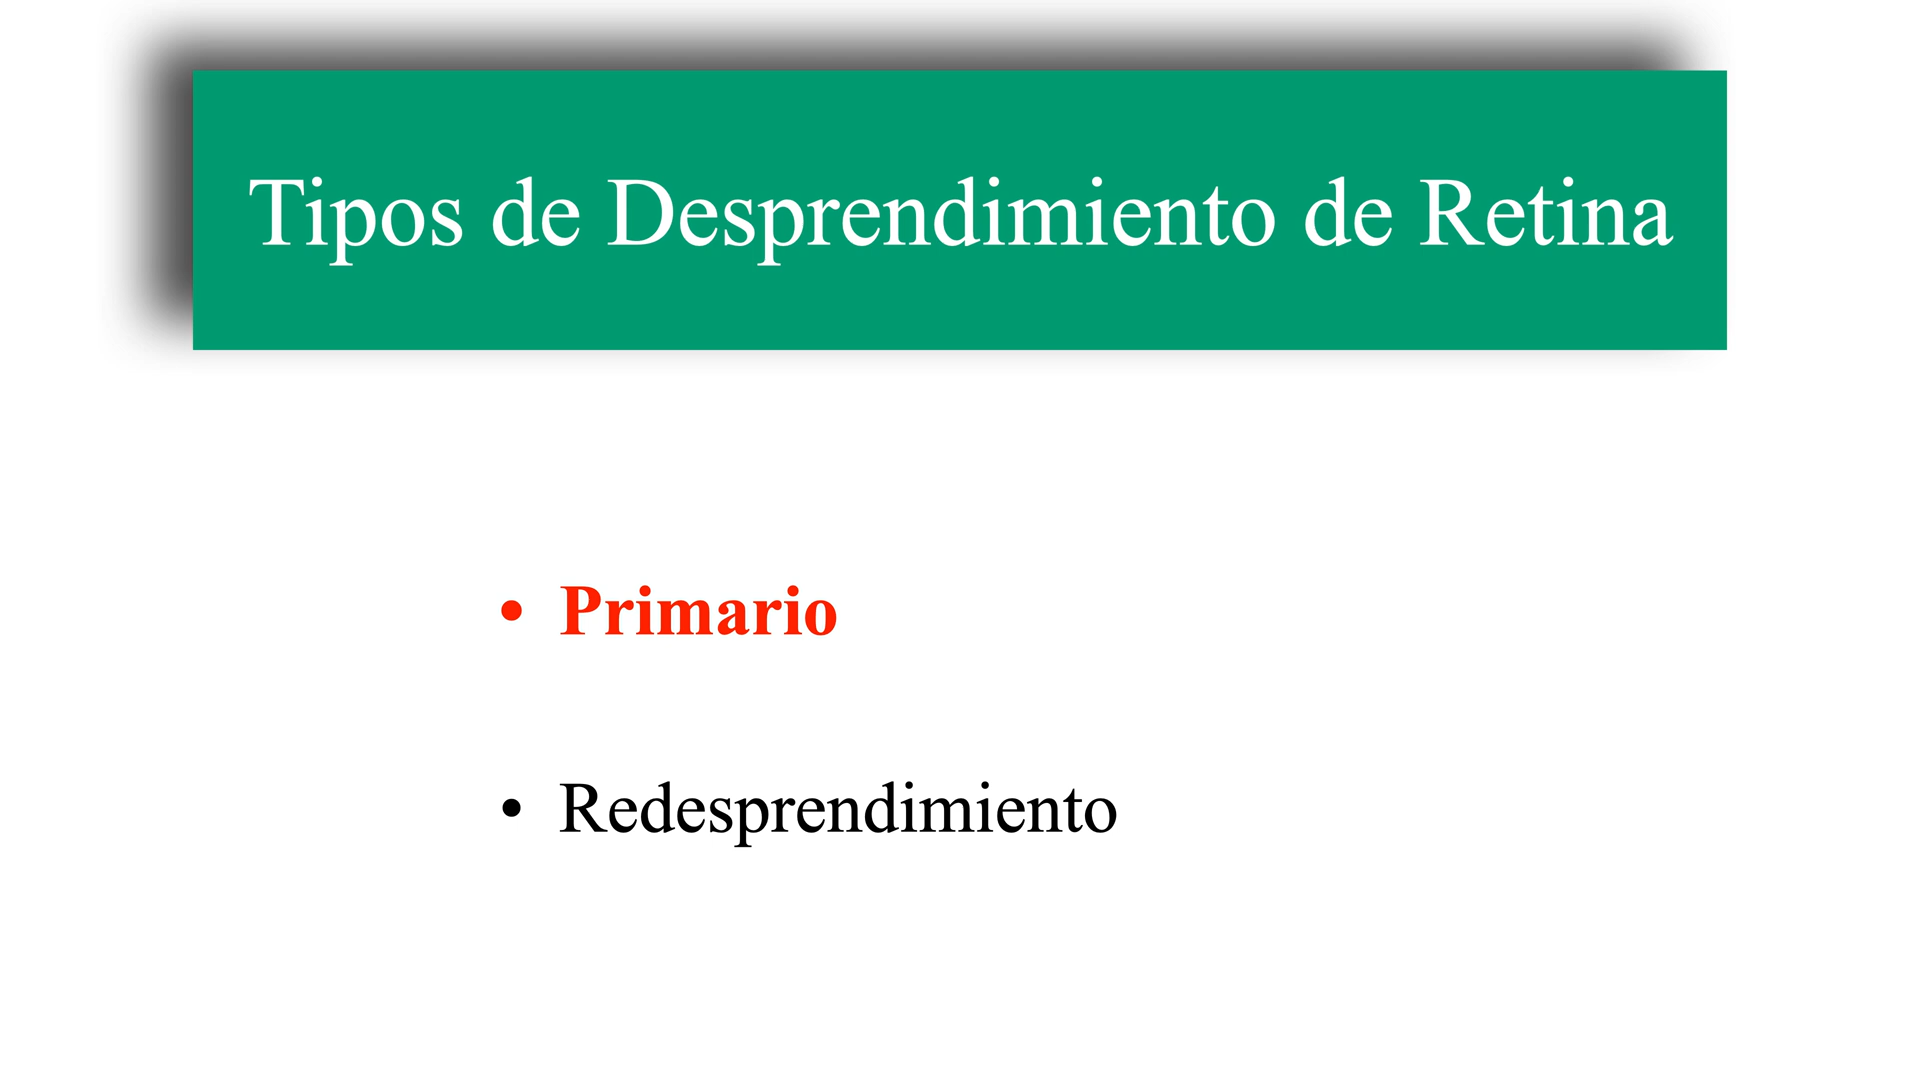 Tipos de Desprendimiento de Retina
• Primario
• Redesprendimiento